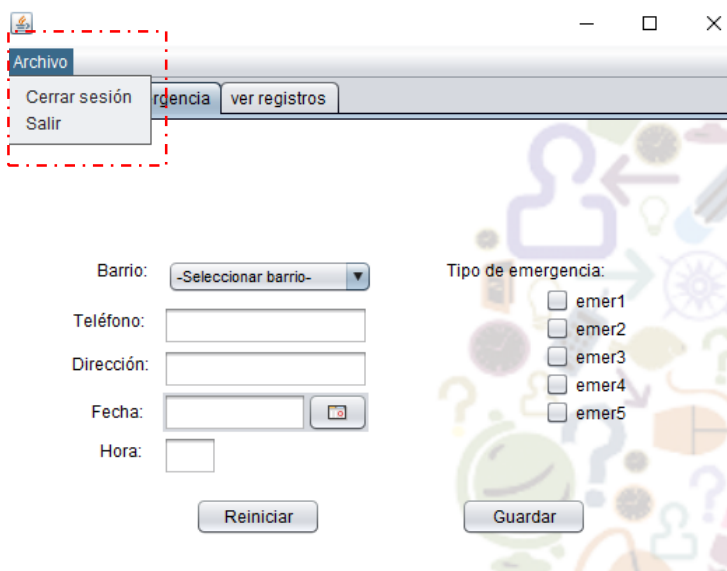 Archivo
Cerrar sesión
Salir
rgencia
ver registros
Barrio:
-Seleccionar barrio-
Teléfono:
Dirección:
Fecha:
Hora:
Tipo de emergencia:
emer1
emer2
emer3
emer4
emer5
Reiniciar
Guardar